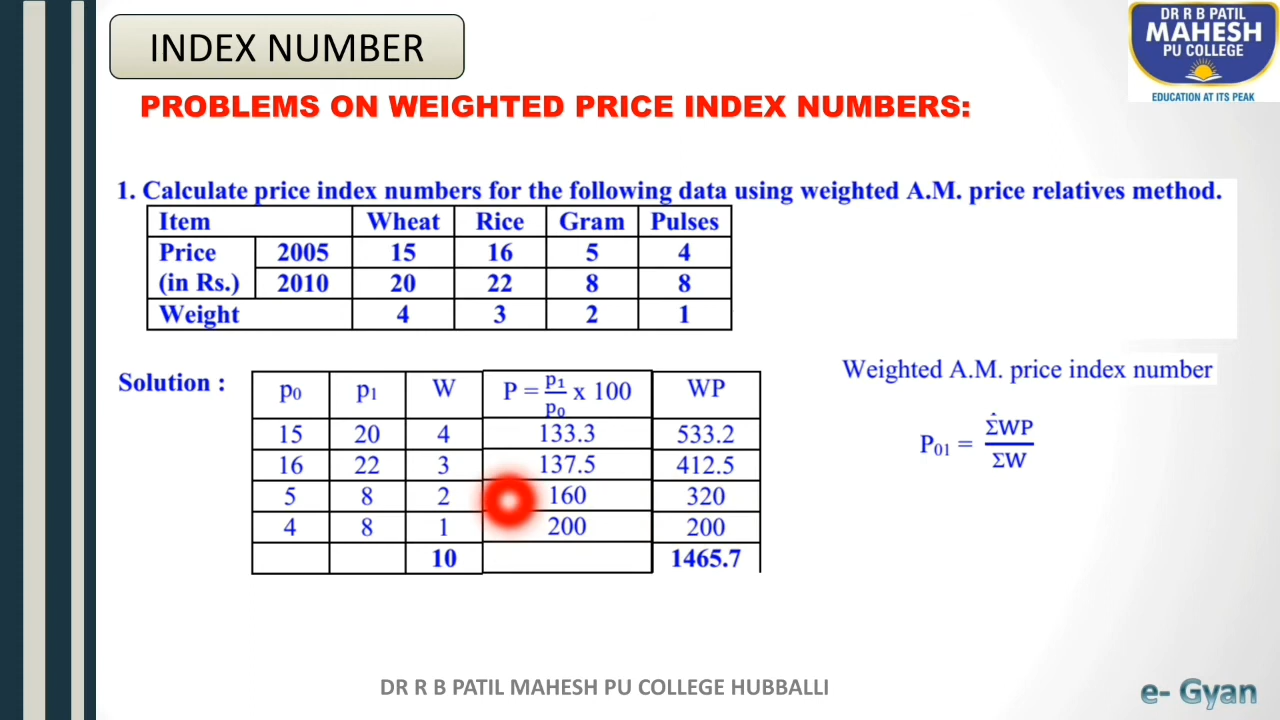 INDEX NUMBER
DR R B PATIL
MAHESH
PU COLLEGE
EDUCATION AT ITS PEAK
PROBLEMS ON WEIGHTED PRICE INDEX NUMBERS:
1. Calculate price index numbers for the following data using weighted A.M. price relatives method.
Item Wheat Rice Gram Pulses
Price 2005 15 16 5 4
(in Rs.) 2010 20 22 8 8
Weight 4 3 2 1
Solution :
p₀ p₁ W P = p₁/p₀ x 100 WP
15 20 4 133.3 533.2
16 22 3 137.5 412.5
5 8 2 160 320
4 8 1 200 200
10 1465.7
Weighted A.M. price index number
P₀₁ = ΣWP/ΣW
DR R B PATIL MAHESH PU COLLEGE HUBBALLI
e- Gyan